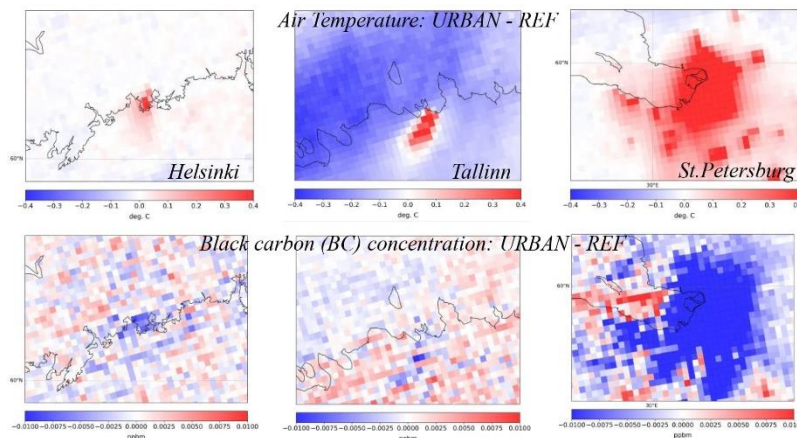 Air Temperature: URBAN - REF
60°N
Helsinki
Tallinn
60°N
St.Petersburg
30°E
−0.4 −0.3 −0.2 −0.1 0.0 0.1 0.2 0.3 0.4
deg. C
−0.4 −0.3 −0.2 −0.1 0.0 0.1 0.2 0.3 0.4
deg. C
−0.4 −0.3 −0.2 −0.1 0.0 0.1 0.2 0.3
deg. C
Black carbon (BC) concentration: URBAN - REF
60°N
60°N
30°E
−0.0100 −0.0075 −0.0050 −0.0025 0.0000 0.0025 0.0050 0.0075 0.0100
−0.0100 −0.0075 −0.0050 −0.0025 0.0000 0.0025 0.0050 0.0075 0.0100
−0.0100 −0.0075 −0.0050 −0.0025 0.0000 0.0025 0.0050 0.0075
ppbm